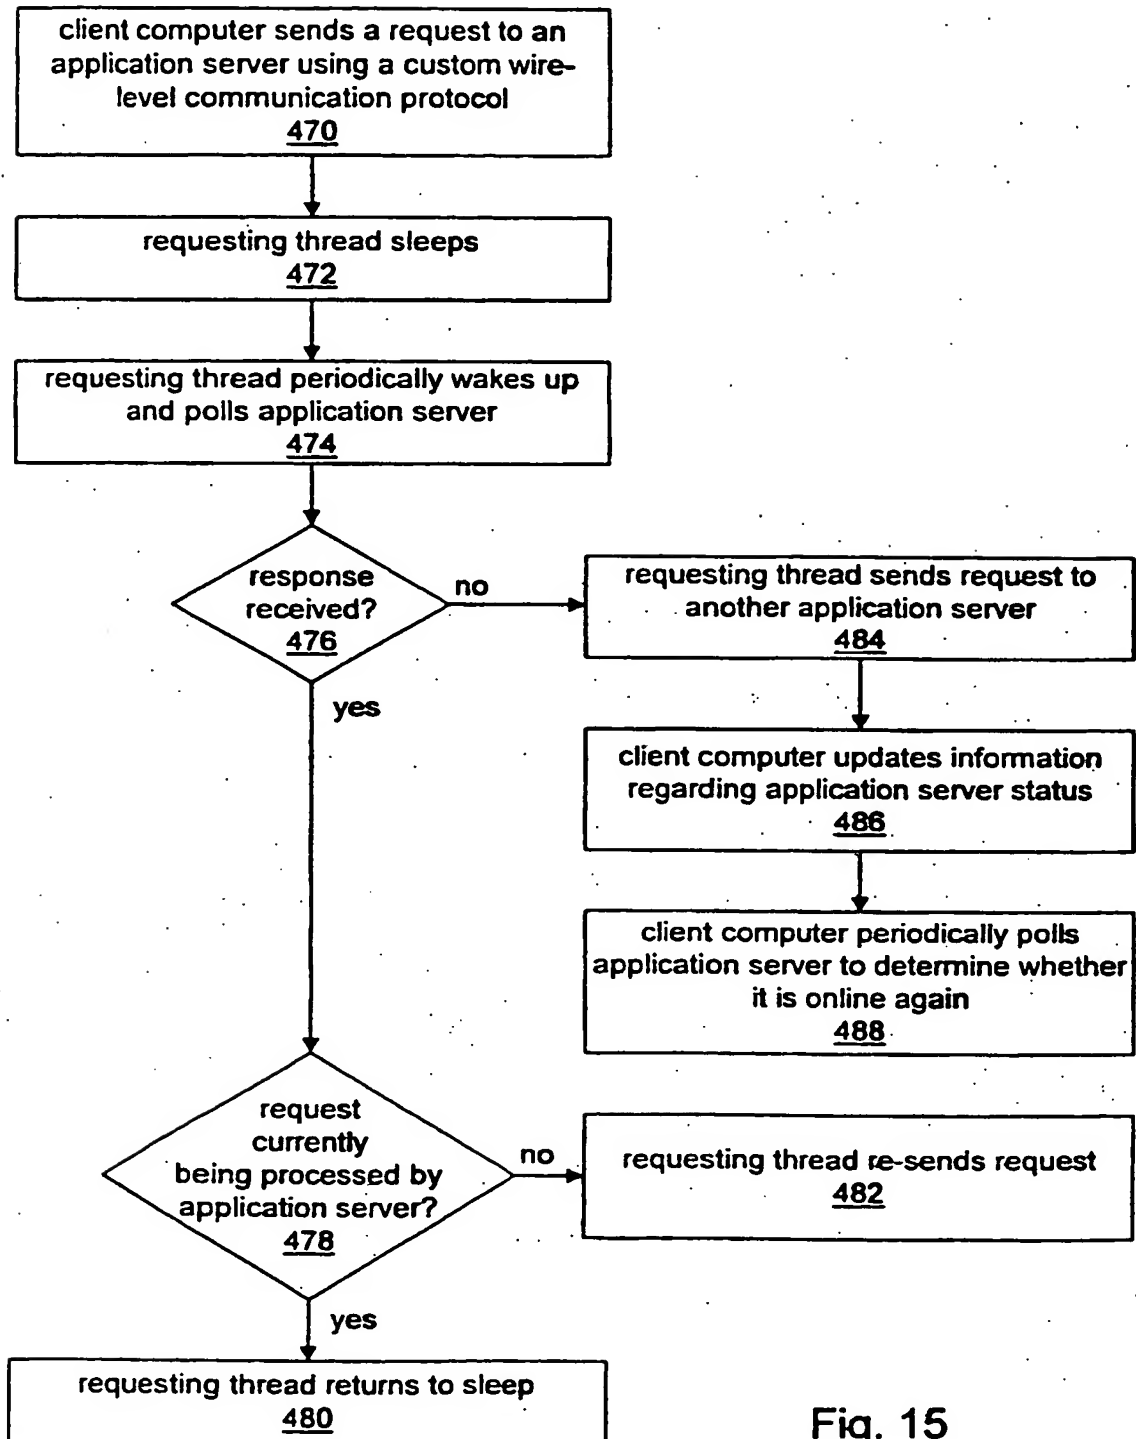 client computer sends a request to an
application server using a custom wire-
level communication protocol
470
requesting thread sleeps
472
requesting thread periodically wakes up
and polls application server
474
response
received?
476
no
requesting thread sends request to
another application server
484
yes
client computer updates information
regarding application server status
486
client computer periodically polls
application server to determine whether
it is online again
488
request
currently
being processed by
application server?
478
no
requesting thread re-sends request
482
yes
requesting thread returns to sleep
480
Fig. 15